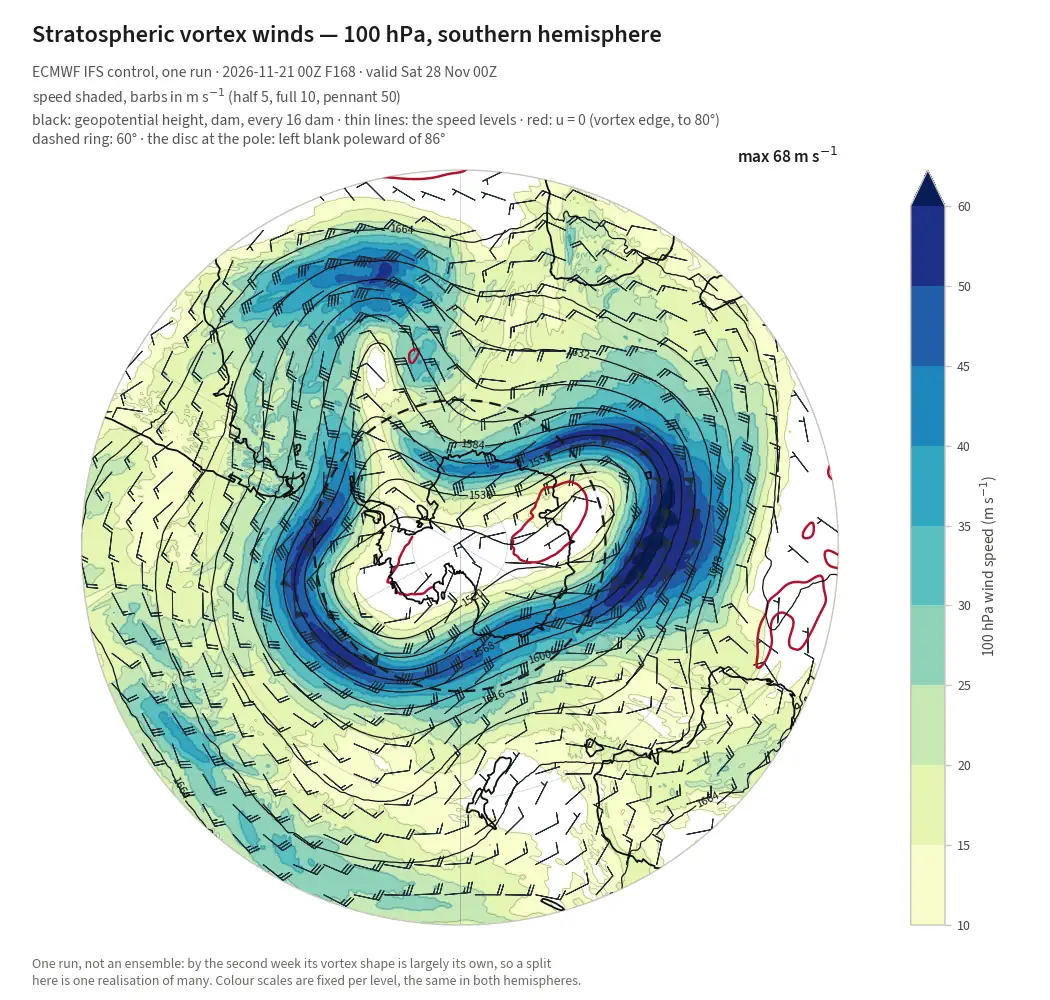 Stratospheric vortex winds — 100 hPa, southern hemisphere
ECMWF IFS control, one run · 2026-11-21 00Z F168 · valid Sat 28 Nov 00Z
speed shaded, barbs in m s⁻¹ (half 5, full 10, pennant 50)
black: geopotential height, dam, every 16 dam · thin lines: the speed levels · red: u = 0 (vortex edge, to 80°)
dashed ring: 60° · the disc at the pole: left blank poleward of 86°
max 68 m s⁻¹
60
50
45
40
35
30
25
20
15
10
100 hPa wind speed (m s⁻¹)
1664
1584
1568
1600
1616
1664
One run, not an ensemble: by the second week its vortex shape is largely its own, so a split
here is one realisation of many. Colour scales are fixed per level, the same in both hemispheres.